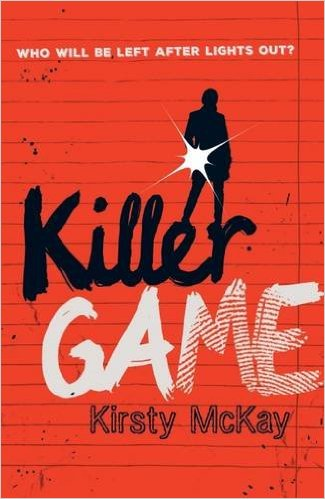 WHO WILL BE LEFT AFTER LIGHTS OUT?
Killer
GAME
Kirsty McKay